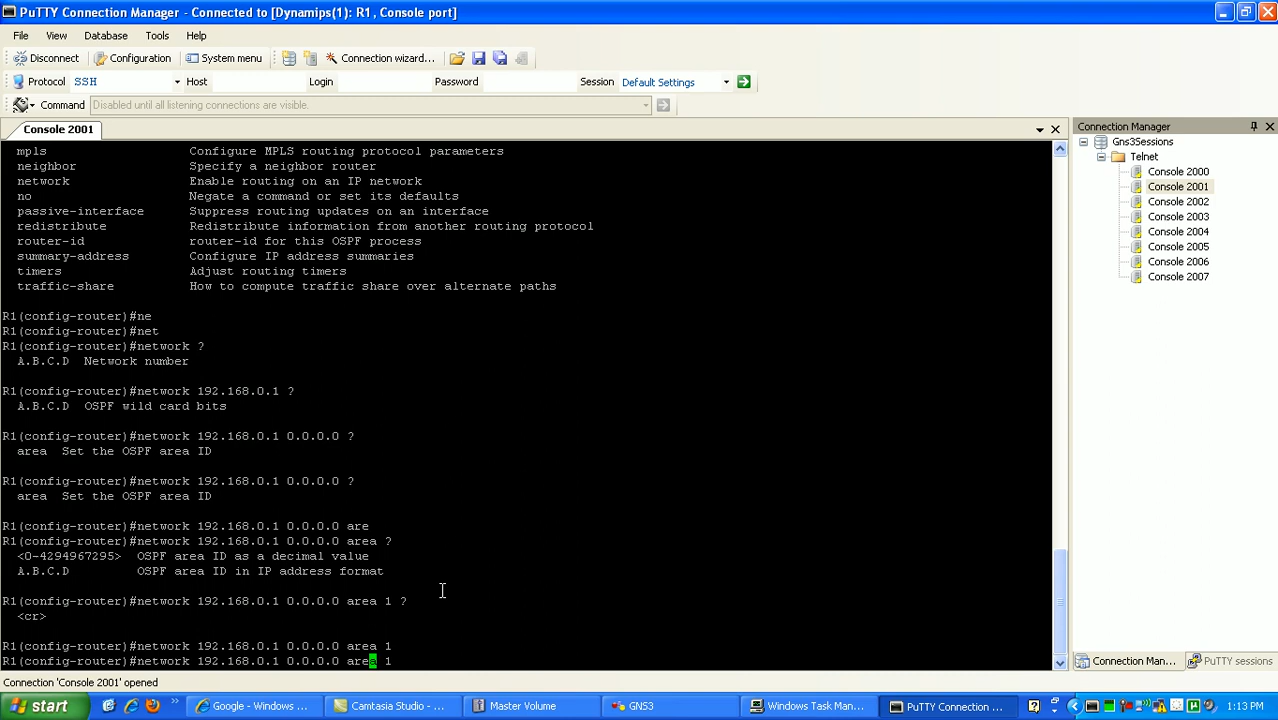 PuTTY Connection Manager - Connected to [Dynamips(1): R1, Console port]
File View Database Tools Help
Disconnect Configuration System menu Connection wizard...
Protocol SSH Host Login Password Session Default Settings
Command Disabled until all listening connections are visible.
Console 2001
mpls Configure MPLS routing protocol parameters
neighbor Specify a neighbor router
network Enable routing on an IP network
no Negate a command or set its defaults
passive-interface Suppress routing updates on an interface
redistribute Redistribute information from another routing protocol
router-id router-id for this OSPF process
summary-address Configure IP address summaries
timers Adjust routing timers
traffic-share How to compute traffic share over alternate paths
R1(config-router)#ne
R1(config-router)#net
R1(config-router)#network ?
A.B.C.D Network number
R1(config-router)#network 192.168.0.1 ?
A.B.C.D OSPF wild card bits
R1(config-router)#network 192.168.0.1 0.0.0.0 ?
area Set the OSPF area ID
R1(config-router)#network 192.168.0.1 0.0.0.0 ?
area Set the OSPF area ID
R1(config-router)#network 192.168.0.1 0.0.0.0 are
R1(config-router)#network 192.168.0.1 0.0.0.0 area ?
<0-4294967295> OSPF area ID as a decimal value
A.B.C.D OSPF area ID in IP address format
R1(config-router)#network 192.168.0.1 0.0.0.0 area 1 ?
<cr>
R1(config-router)#network 192.168.0.1 0.0.0.0 area 1
R1(config-router)#network 192.168.0.1 0.0.0.0 area 1
Connection Manager
Gns3Sessions
Telnet
Console 2000
Console 2001
Console 2002
Console 2003
Console 2004
Console 2005
Console 2006
Console 2007
Connection Man... PuTTY sessions
Connection 'Console 2001' opened
start Google - Windows ... Camtasia Studio - ... Master Volume GNS3 Windows Task Man... PuTTY Connection ... 1:13 PM